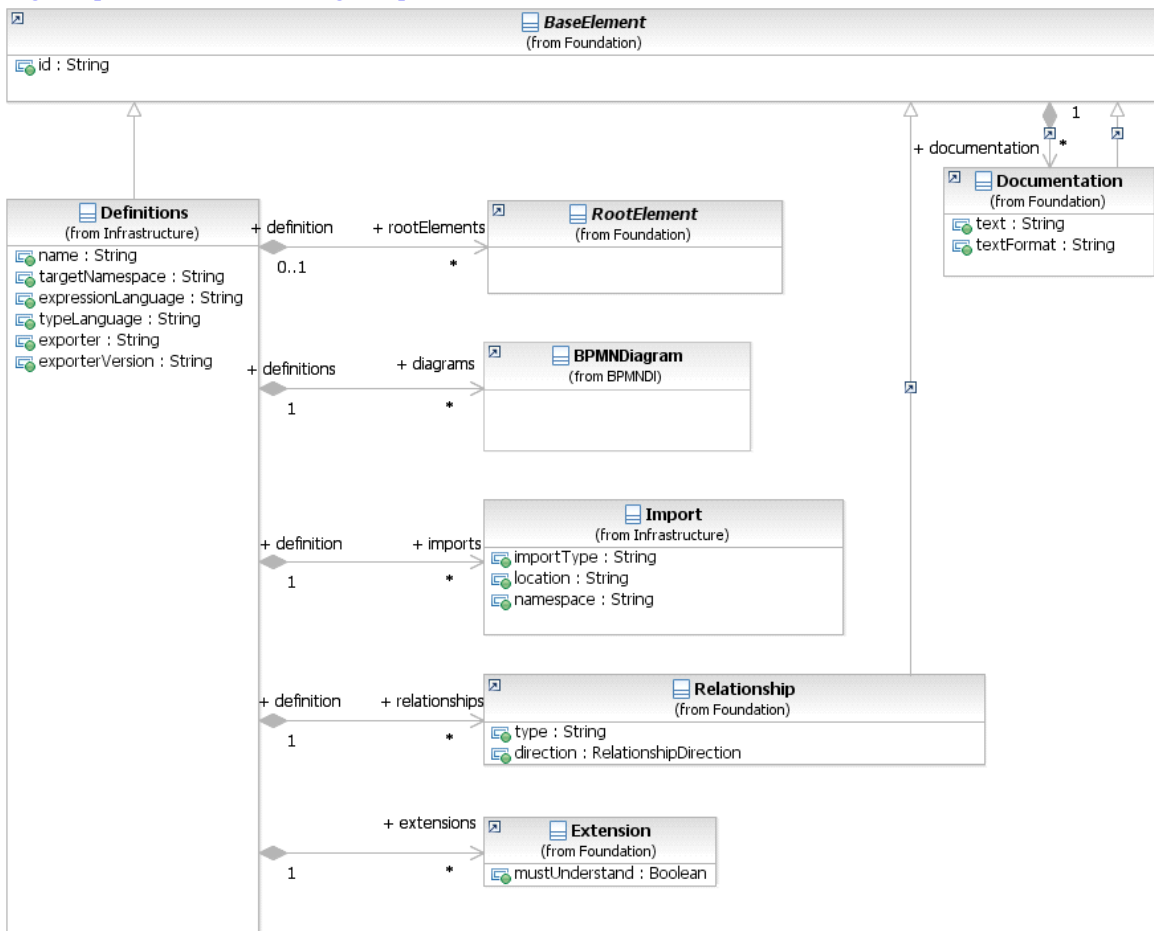 BaseElement
(from Foundation)
id : String
1
+ documentation
*
Documentation
(from Foundation)
text : String
textFormat : String
Definitions
(from Infrastructure)
name : String
targetNamespace : String
expressionLanguage : String
typeLanguage : String
exporter : String
exporterVersion : String
+ definition
+ rootElements
0..1
*
RootElement
(from Foundation)
+ definitions
+ diagrams
1
*
BPMNDiagram
(from BPMNDI)
+ definition
+ imports
1
*
Import
(from Infrastructure)
importType : String
location : String
namespace : String
+ definition
+ relationships
1
*
Relationship
(from Foundation)
type : String
direction : RelationshipDirection
+ extensions
1
*
Extension
(from Foundation)
mustUnderstand : Boolean